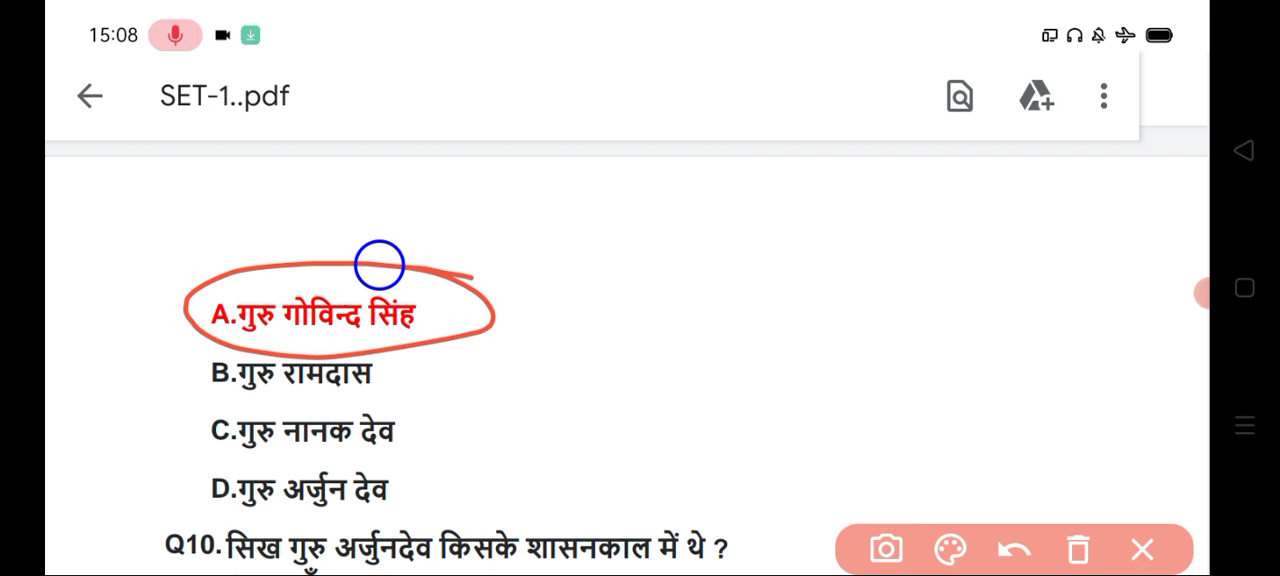 15:08
SET-1..pdf
A.गुरु गोविन्द सिंह
B.गुरु रामदास
C.गुरु नानक देव
D.गुरु अर्जुन देव
Q10.सिख गुरु अर्जुनदेव किसके शासनकाल में थे ?